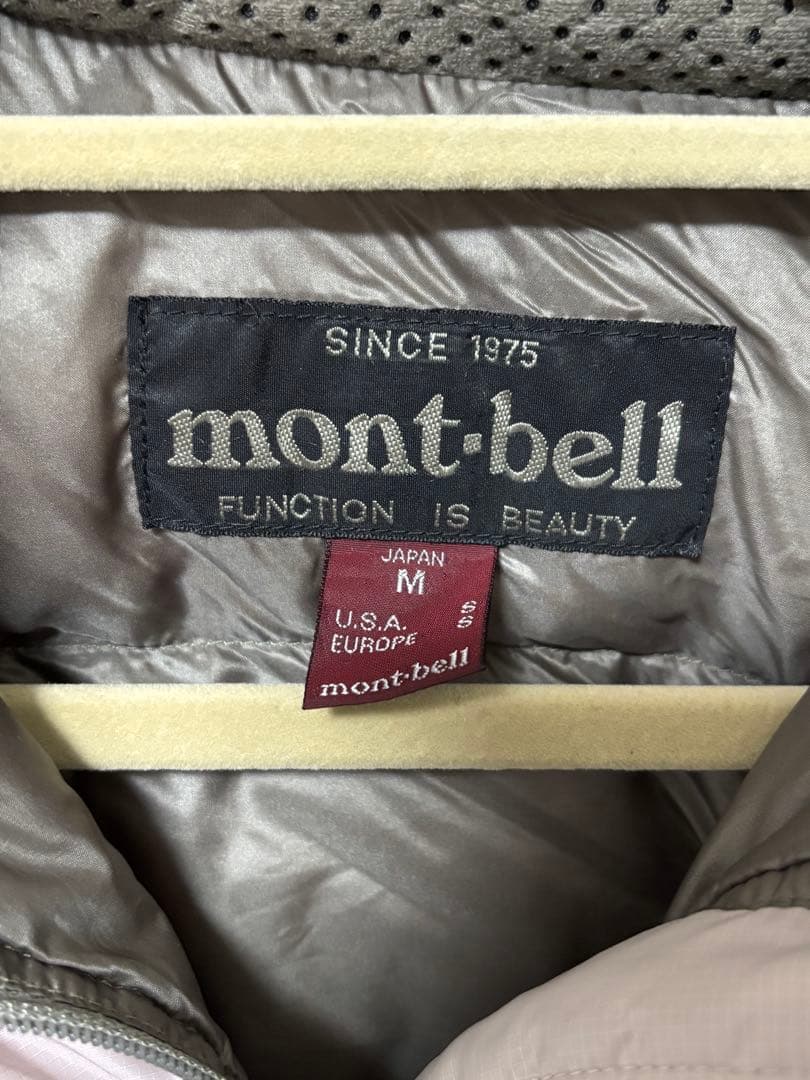 SINCE 1975
mont·bell
FUNCTION IS BEAUTY
JAPAN
M
U.S.A. S
EUROPE S
mont·bell